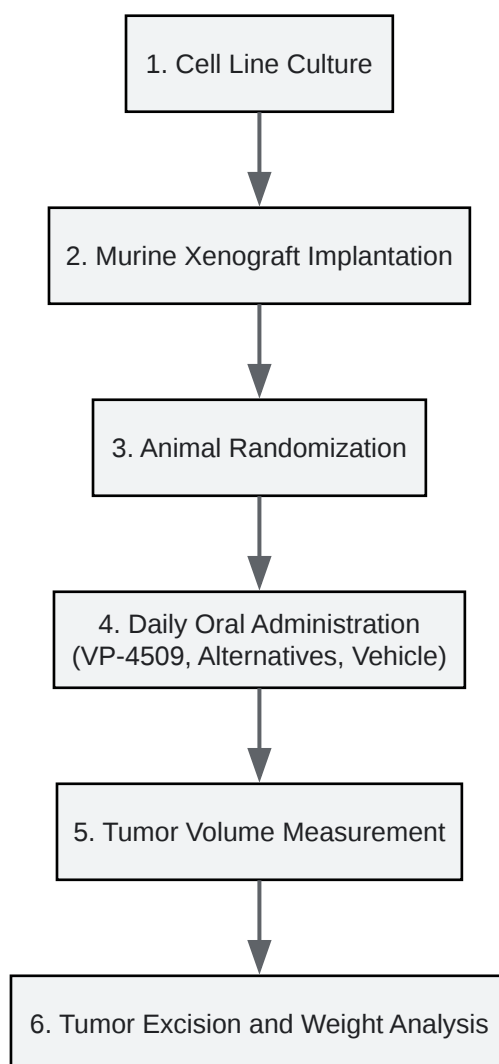 1. Cell Line Culture
2. Murine Xenograft Implantation
3. Animal Randomization
4. Daily Oral Administration
(VP-4509, Alternatives, Vehicle)
5. Tumor Volume Measurement
6. Tumor Excision and Weight Analysis